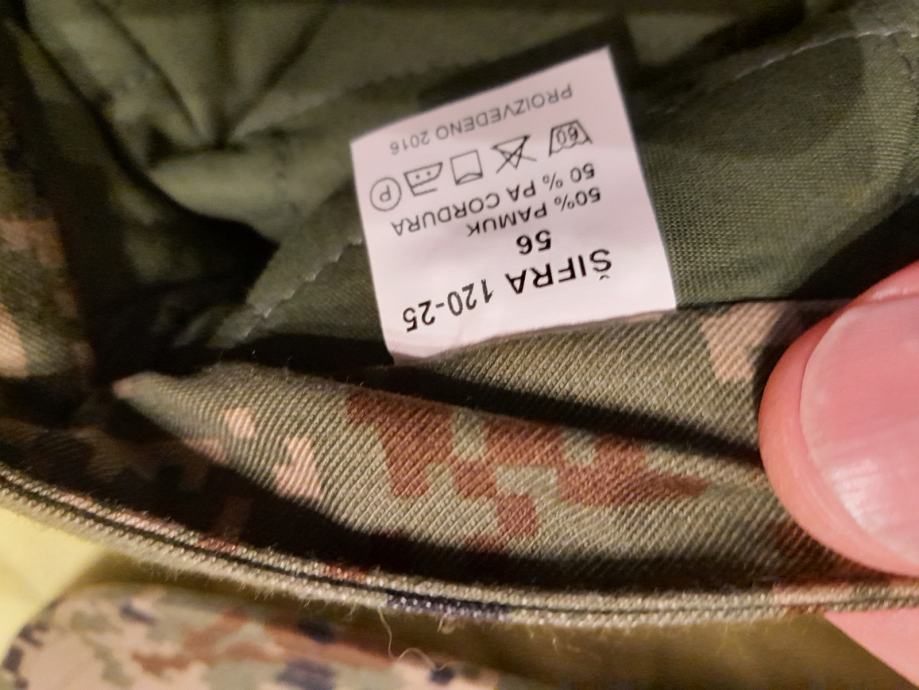 ŠIFRA 120-25
56
50% PAMUK
50 % PA CORDURA
60 P
PROIZVEDENO 2016